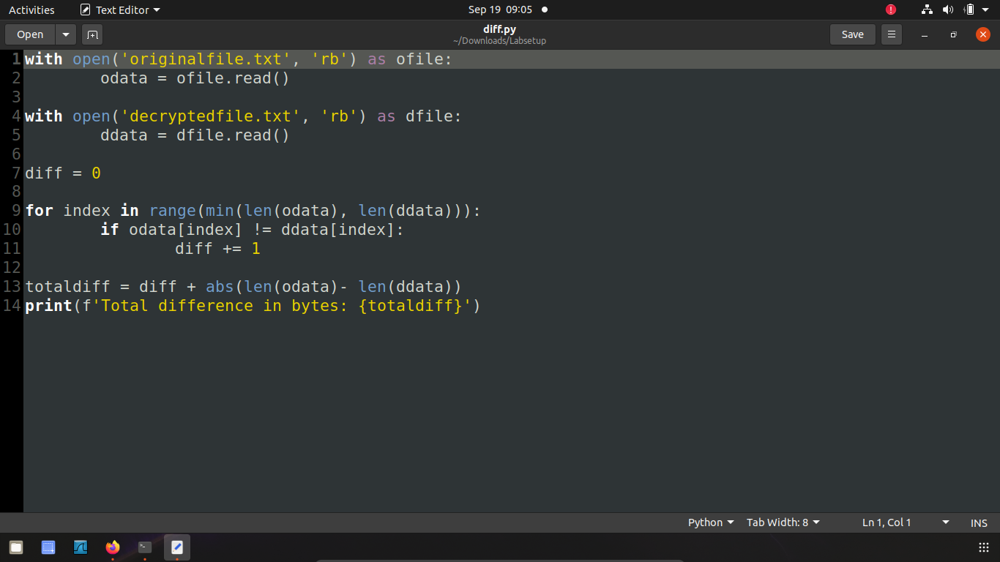 Activities Text Editor Sep 19 09:05
Open diff.py Save
~/Downloads/Labsetup
1 with open('originalfile.txt', 'rb') as ofile:
2 odata = ofile.read()
3
4 with open('decryptedfile.txt', 'rb') as dfile:
5 ddata = dfile.read()
6
7 diff = 0
8
9 for index in range(min(len(odata), len(ddata))):
10 if odata[index] != ddata[index]:
11 diff += 1
12
13 totaldiff = diff + abs(len(odata)- len(ddata))
14 print(f'Total difference in bytes: {totaldiff}')
Python Tab Width: 8 Ln 1, Col 1 INS